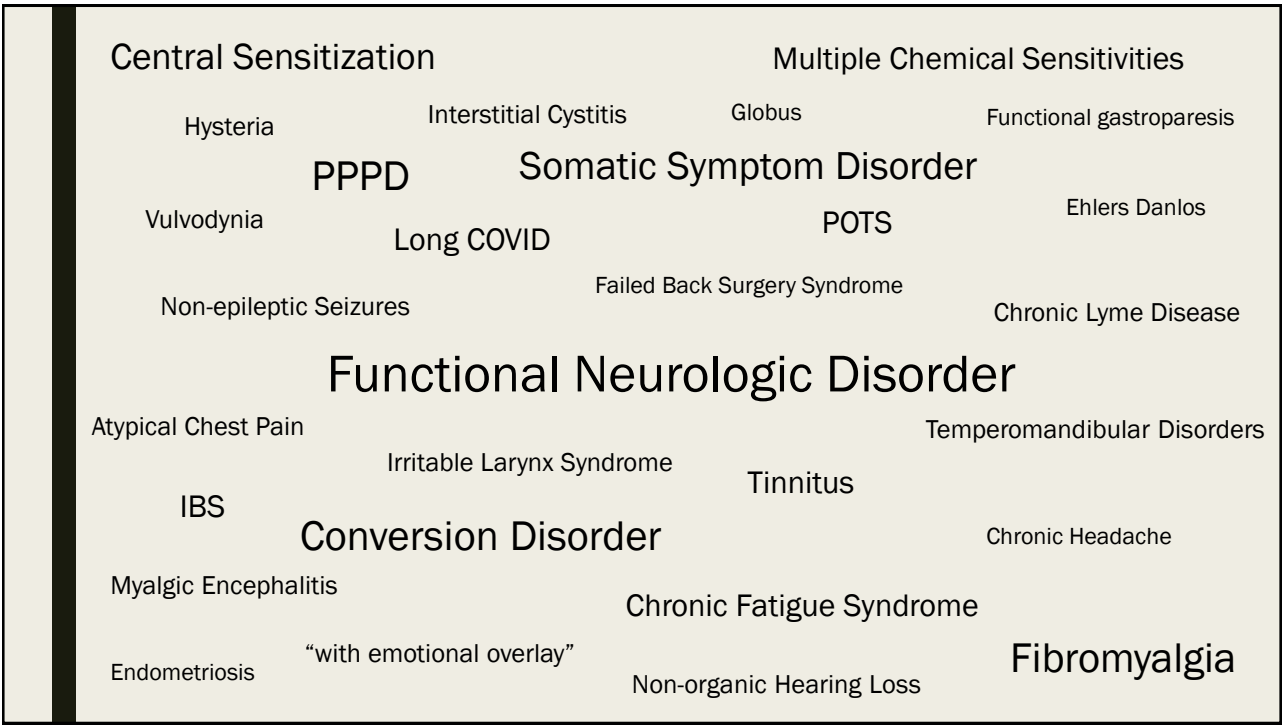 Central Sensitization
Multiple Chemical Sensitivities
Hysteria
Interstitial Cystitis
Globus
Functional gastroparesis
PPPD
Somatic Symptom Disorder
Vulvodynia
Long COVID
POTS
Ehlers Danlos
Non-epileptic Seizures
Failed Back Surgery Syndrome
Chronic Lyme Disease
Functional Neurologic Disorder
Atypical Chest Pain
Temperomandibular Disorders
Irritable Larynx Syndrome
Tinnitus
IBS
Conversion Disorder
Chronic Headache
Myalgic Encephalitis
Chronic Fatigue Syndrome
Endometriosis
“with emotional overlay”
Non-organic Hearing Loss
Fibromyalgia